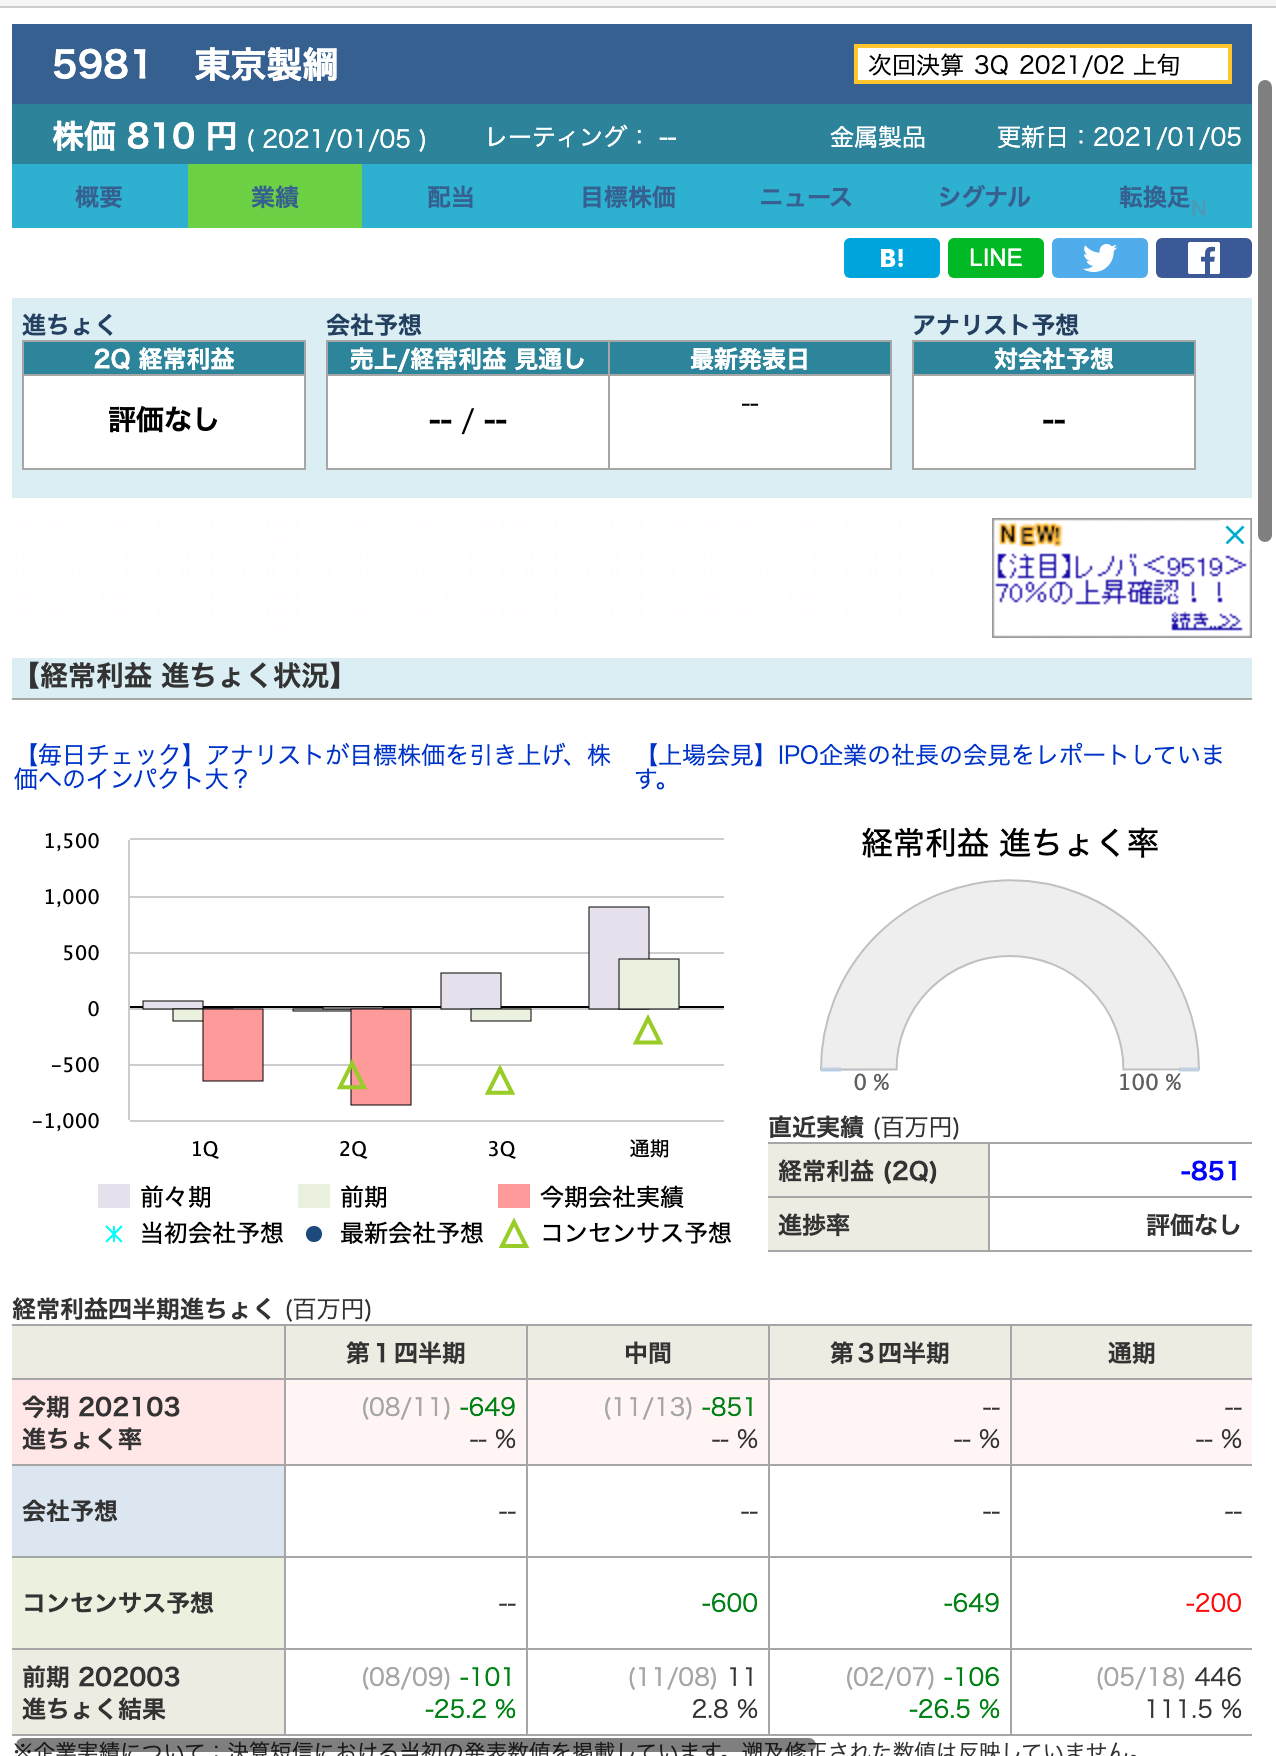 5981 東京製綱
次回決算 3Q 2021/02 上旬
株価 810 円 ( 2021/01/05 ) レーティング： -- 金属製品 更新日：2021/01/05
概要 業績 配当 目標株価 ニュース シグナル 転換足
N
B! LINE
進ちょく 会社予想 アナリスト予想
2Q 経常利益 売上/経常利益 見通し 最新発表日 対会社予想
評価なし -- / -- -- --
NEW!
【注目】レノバ<9519>
70%の上昇確認！！
続き..>>
【経常利益 進ちょく状況】
【毎日チェック】アナリストが目標株価を引き上げ、株
価へのインパクト大？
【上場会見】IPO企業の社長の会見をレポートしていま
す。
1,500
1,000
500
0
-500
-1,000
1Q 2Q 3Q 通期
前々期 前期 今期会社実績
当初会社予想 最新会社予想 コンセンサス予想
経常利益 進ちょく率
0 % 100 %
直近実績 (百万円)
経常利益 (2Q) -851
進捗率 評価なし
経常利益四半期進ちょく (百万円)
第１四半期 中間 第３四半期 通期
今期 202103 (08/11) -649 (11/13) -851 -- --
進ちょく率 -- % -- % -- % -- %
会社予想 -- -- -- --
コンセンサス予想 -- -600 -649 -200
前期 202003 (08/09) -101 (11/08) 11 (02/07) -106 (05/18) 446
進ちょく結果 -25.2 % 2.8 % -26.5 % 111.5 %
※企業実績について：決算短信における当初の発表数値を掲載しています。遡及修正された数値は反映していません。